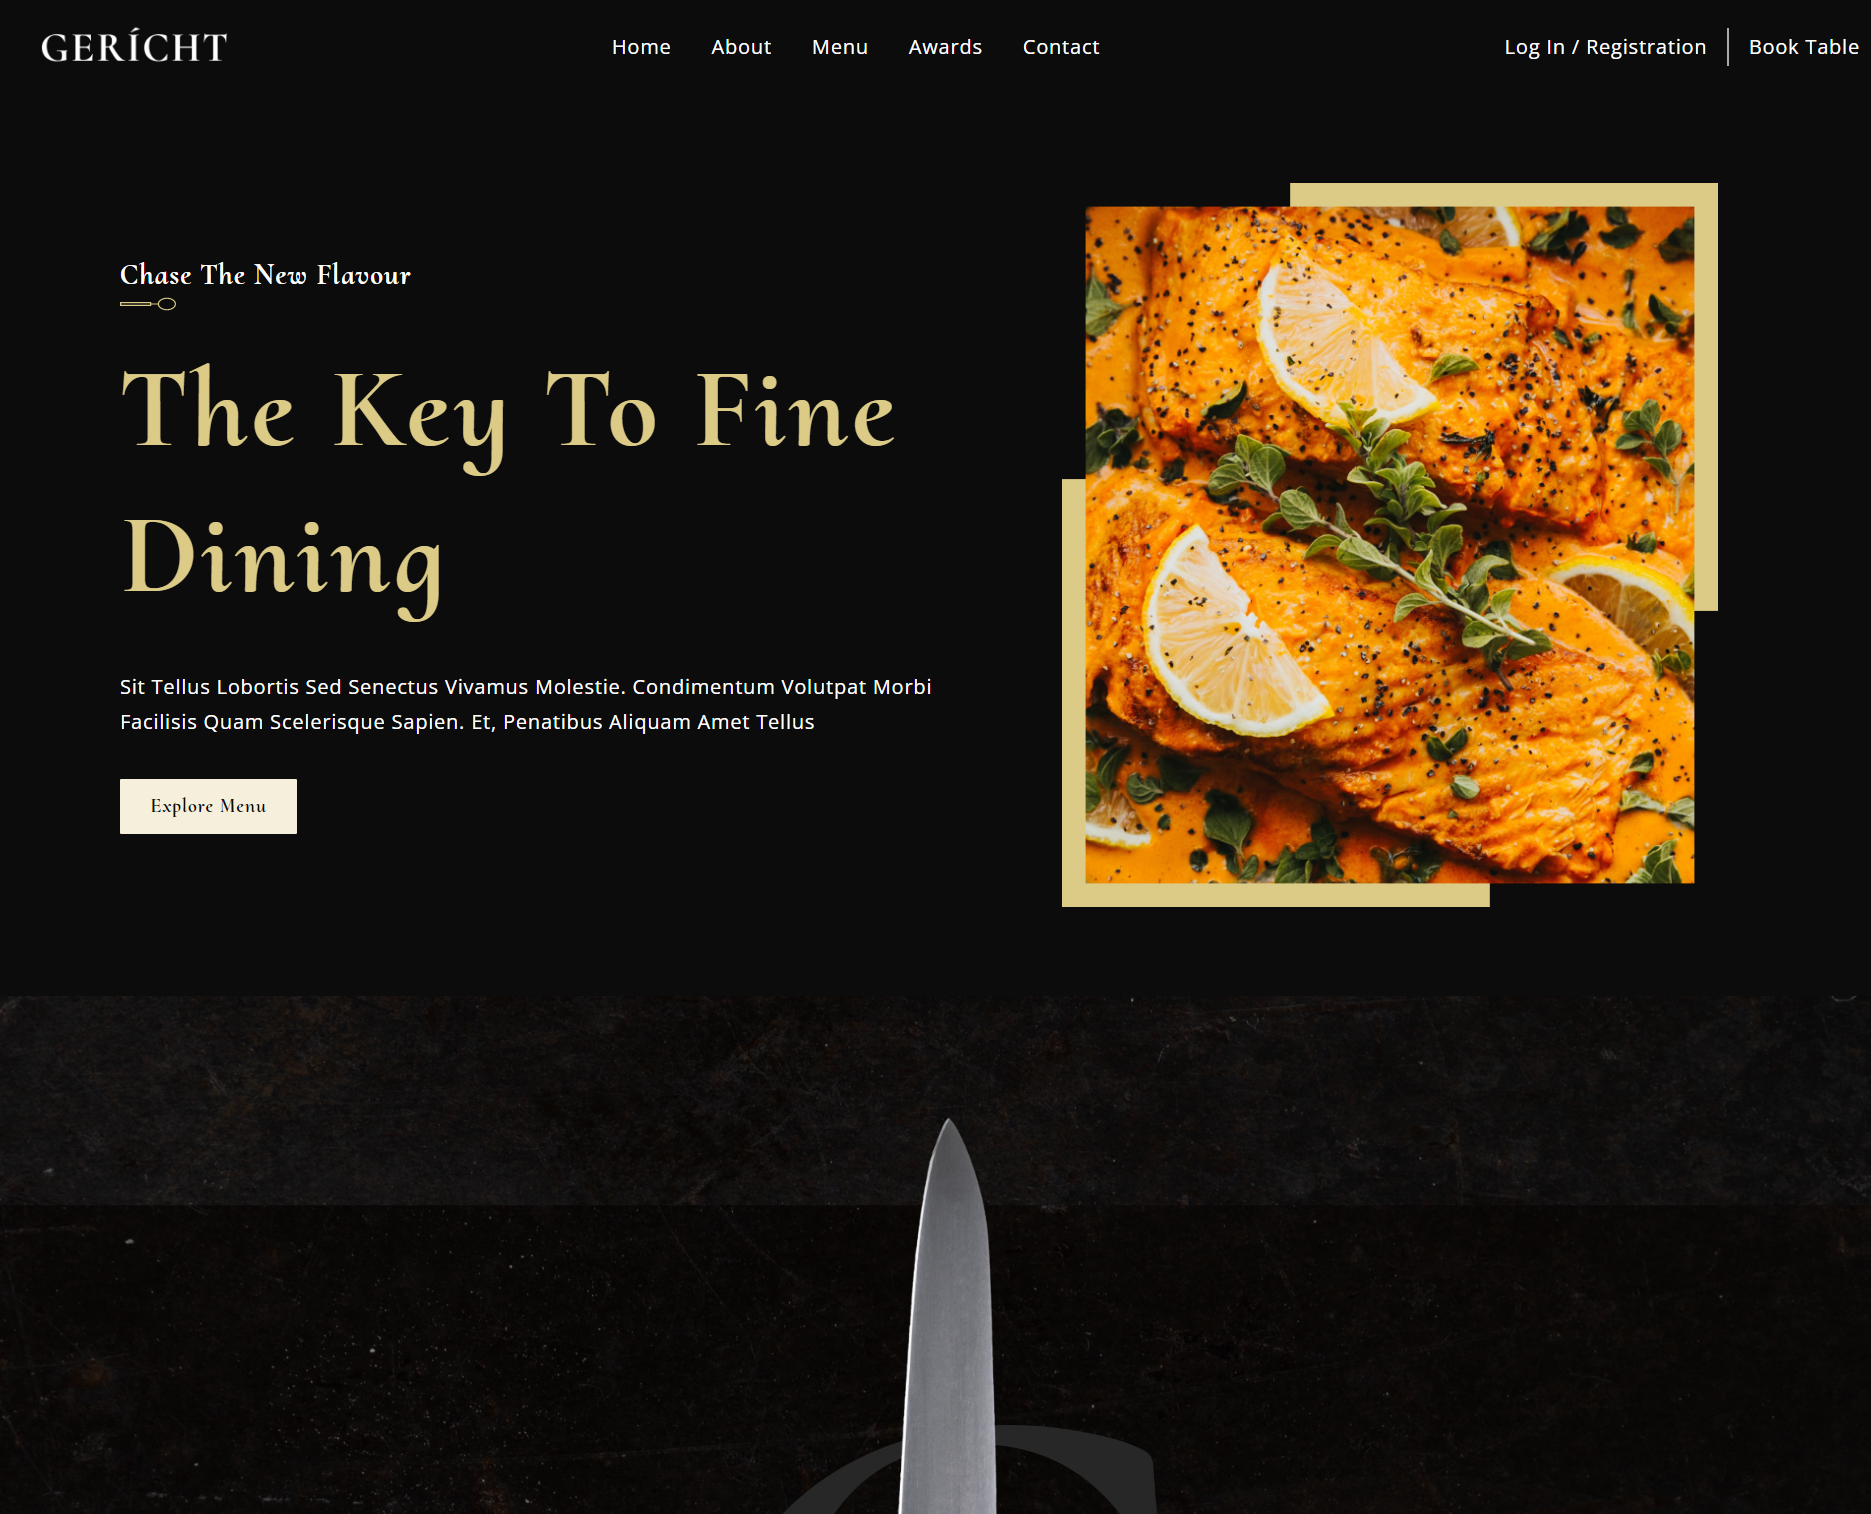 GERÍCHT
Home About Menu Awards Contact
Log In / Registration Book Table
Chase The New Flavour
The Key To Fine
Dining
Sit Tellus Lobortis Sed Senectus Vivamus Molestie. Condimentum Volutpat Morbi
Facilisis Quam Scelerisque Sapien. Et, Penatibus Aliquam Amet Tellus
Explore Menu